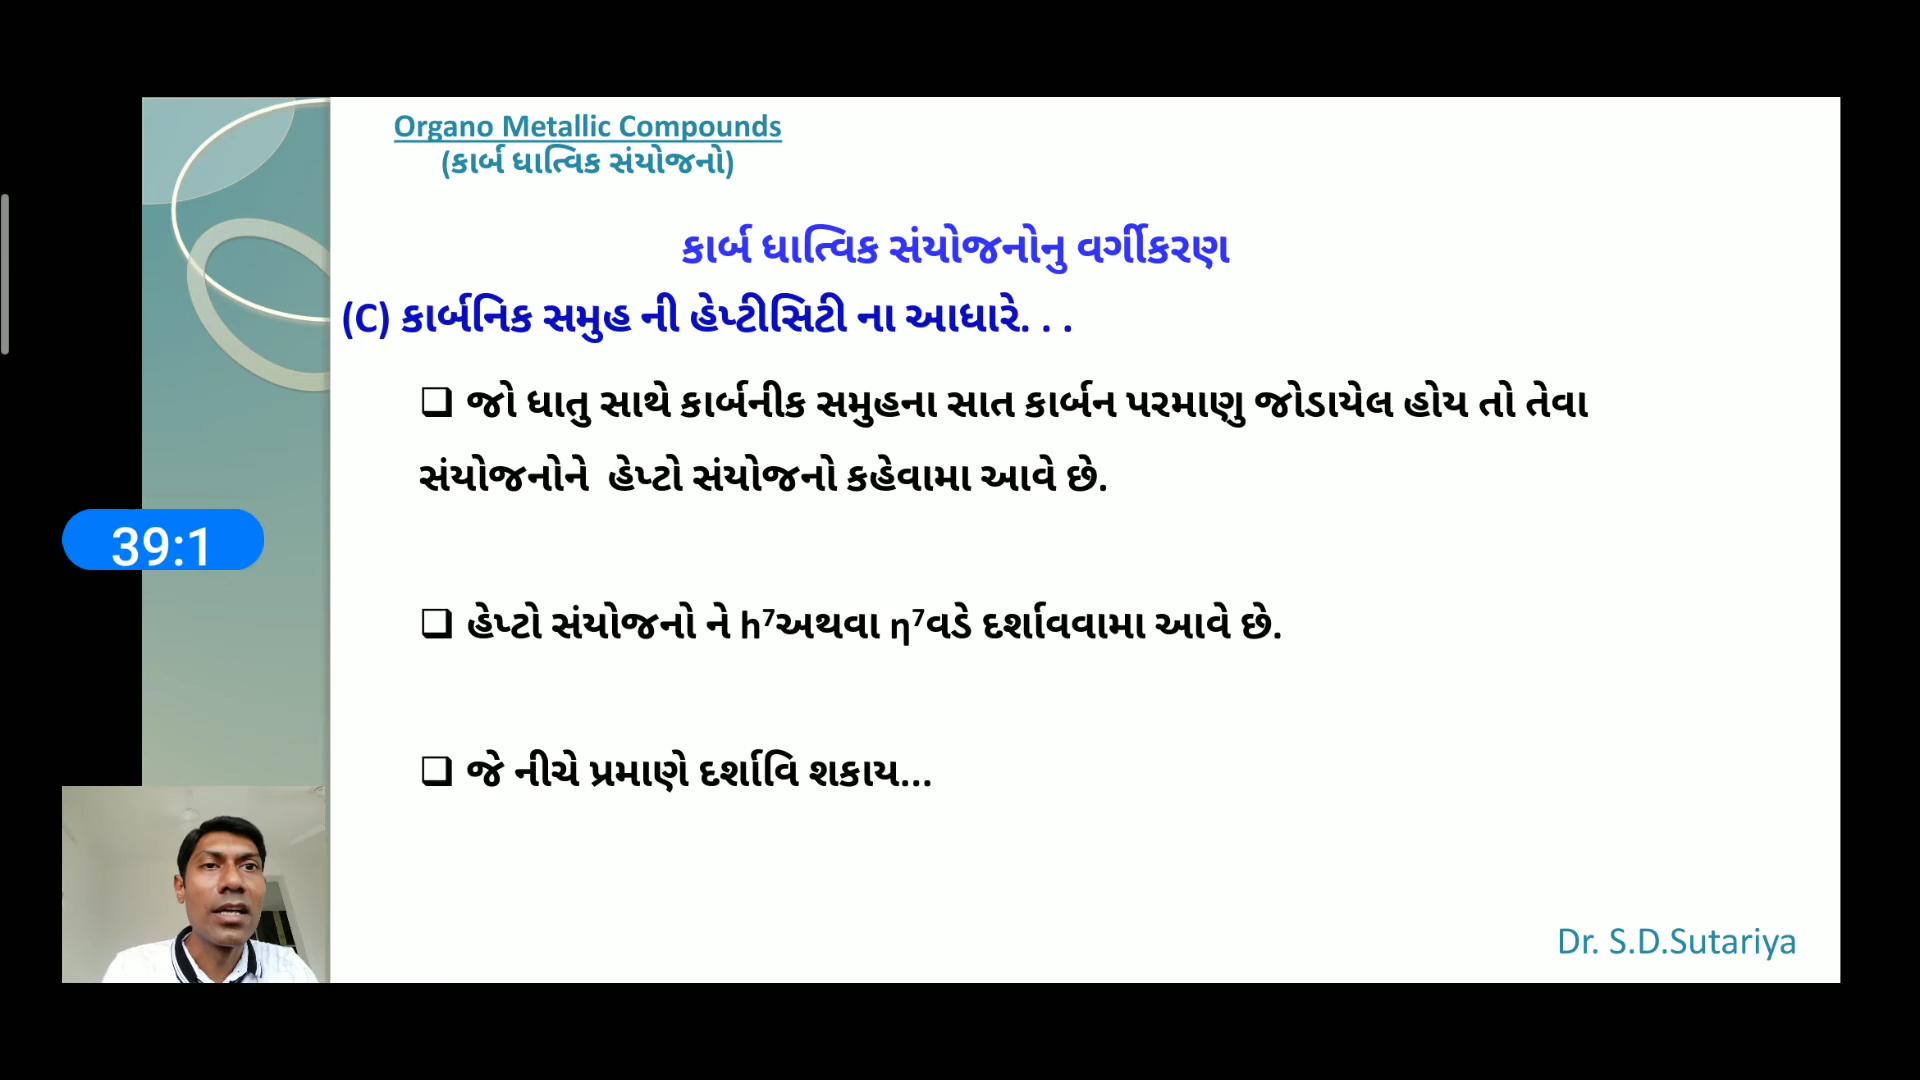 Organo Metallic Compounds
(કાર્બ ધાત્વિક સંયોજનો)
કાર્બ ધાત્વિક સંયોજનોનુ વર્ગીકરણ
(C) કાર્બનિક સમુહ ની હેપ્ટીસિટી ના આધારે. . .
❑ જો ધાતુ સાથે કાર્બનીક સમુહના સાત કાર્બન પરમાણુ જોડાયેલ હોય તો તેવા
સંયોજનોને હેપ્ટો સંયોજનો કહેવામા આવે છે.
39:1
❑ હેપ્ટો સંયોજનો ને h⁷અથવા η⁷વડે દર્શાવવામા આવે છે.
❑ જે નીચે પ્રમાણે દર્શાવિ શકાય...
Dr. S.D.Sutariya